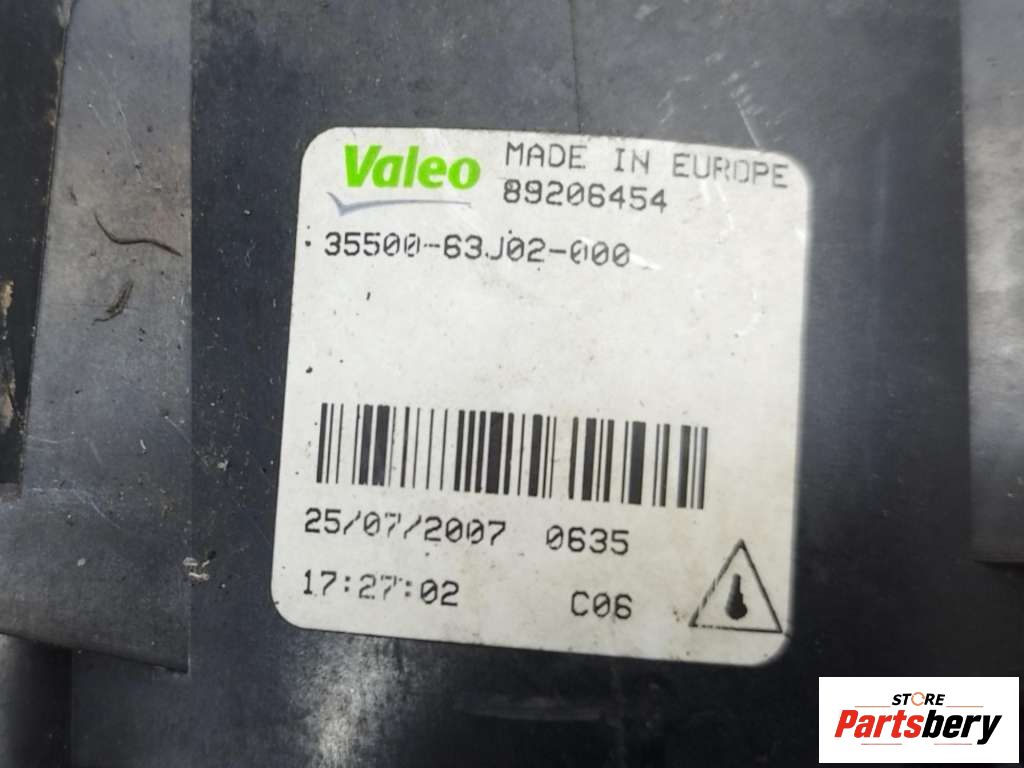 Valeo MADE IN EUROPE
89206454
35500-63J02-000
25/07/2007 0635
17:27:02 C06
STORE
Partsbery